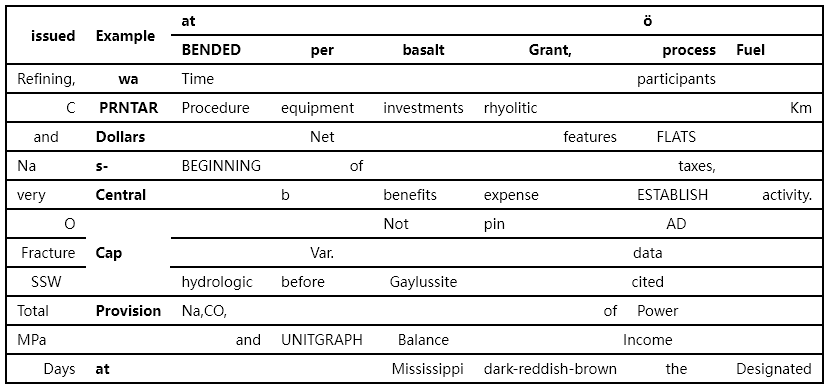 issued Example at ö
BENDED per basalt Grant, process Fuel
Refining, wa Time participants
C PRNTAR Procedure equipment investments rhyolitic Km
and Dollars Net features FLATS
Na s- BEGINNING of taxes,
very Central b benefits expense ESTABLISH activity.
O Not pin AD
Fracture Cap Var. data
SSW hydrologic before Gaylussite cited
Total Provision Na,CO, of Power
MPa and UNITGRAPH Balance Income
Days at Mississippi dark-reddish-brown the Designated